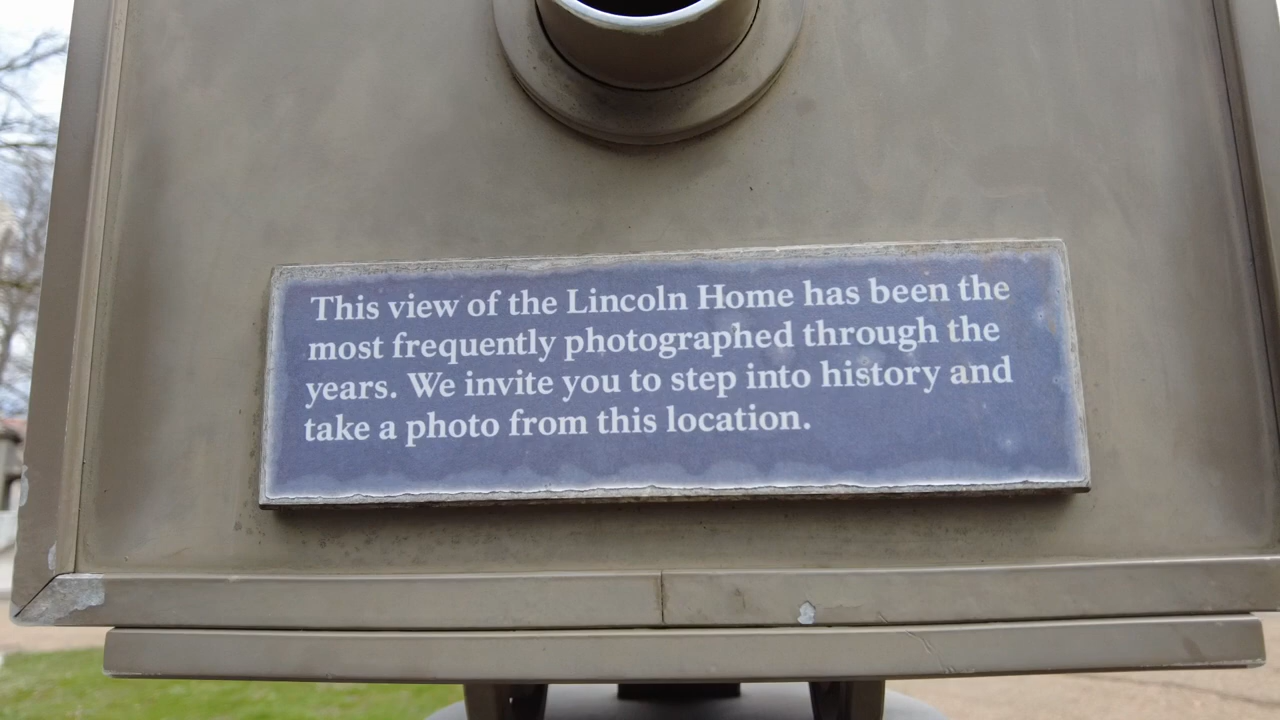 This view of the Lincoln Home has been the
most frequently photographed through the
years. We invite you to step into history and
take a photo from this location.